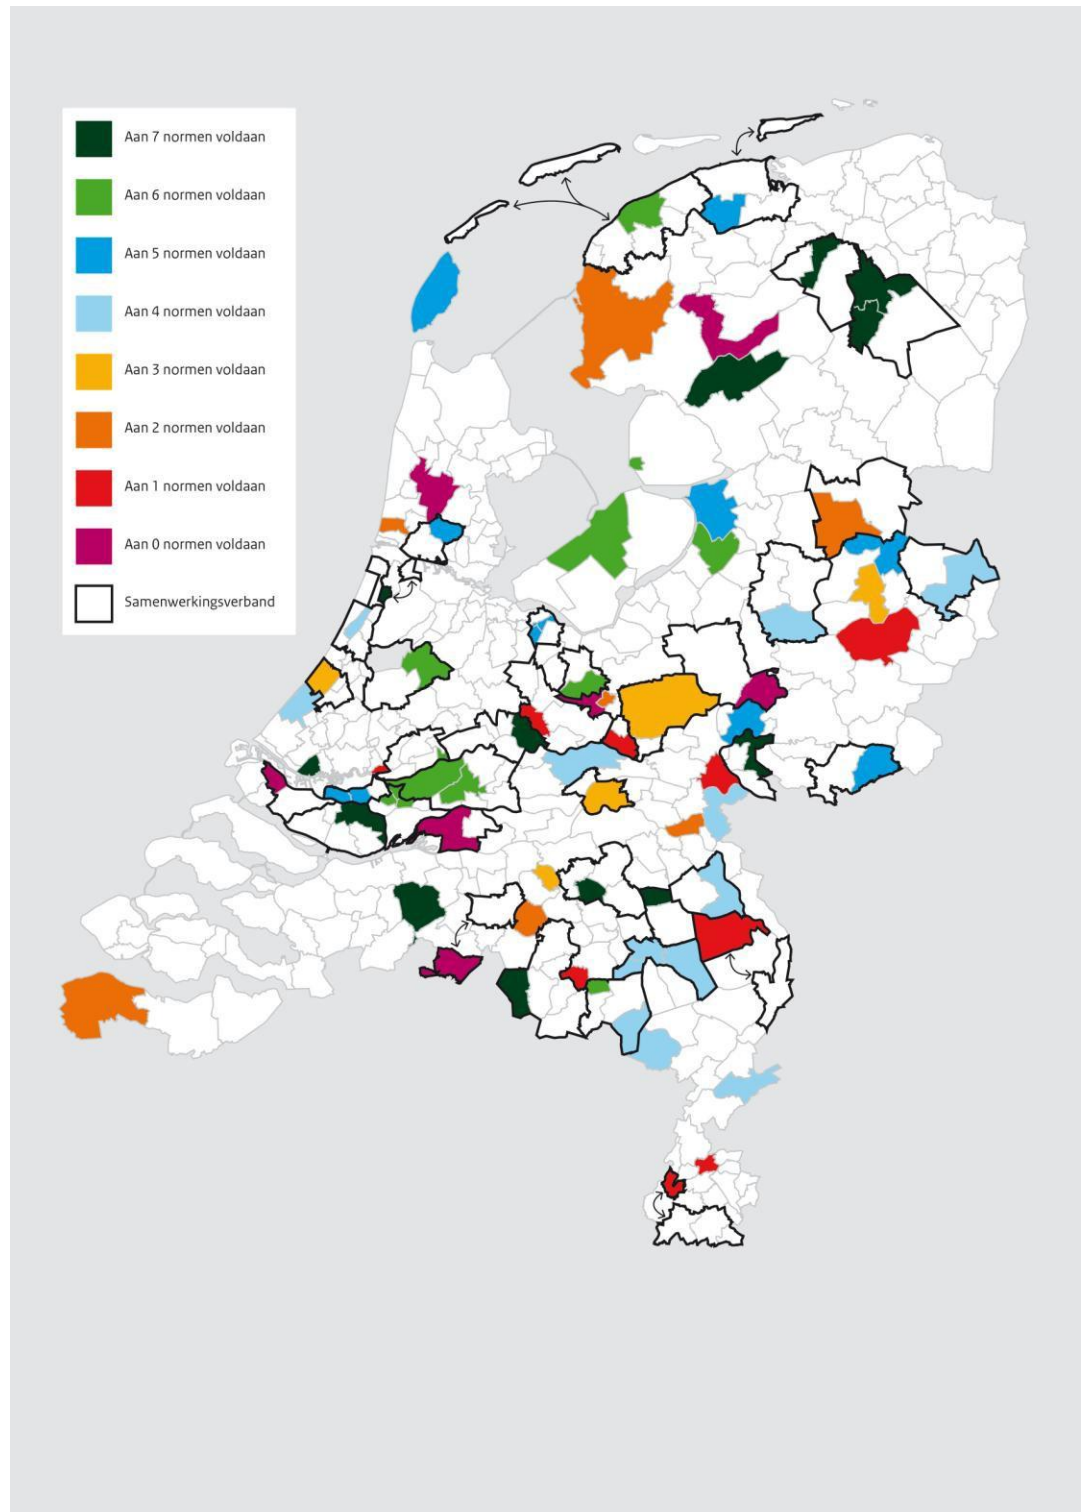 Aan 7 normen voldaan
Aan 6 normen voldaan
Aan 5 normen voldaan
Aan 4 normen voldaan
Aan 3 normen voldaan
Aan 2 normen voldaan
Aan 1 normen voldaan
Aan 0 normen voldaan
Samenwerkingsverband